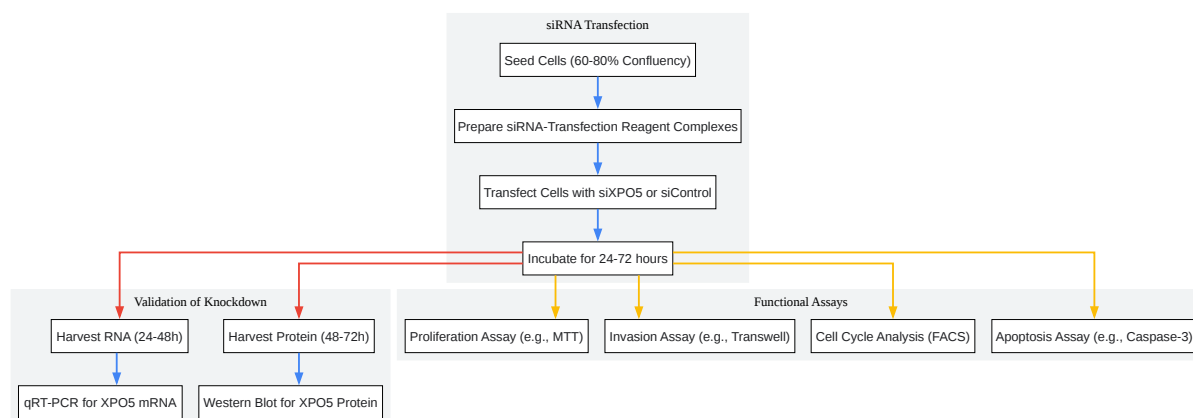 siRNA Transfection
Seed Cells (60-80% Confluency)
Prepare siRNA-Transfection Reagent Complexes
Transfect Cells with siXPO5 or siControl
Incubate for 24-72 hours
Validation of Knockdown
Harvest RNA (24-48h)
Harvest Protein (48-72h)
qRT-PCR for XPO5 mRNA
Western Blot for XPO5 Protein
Functional Assays
Proliferation Assay (e.g., MTT)
Invasion Assay (e.g., Transwell)
Cell Cycle Analysis (FACS)
Apoptosis Assay (e.g., Caspase-3)